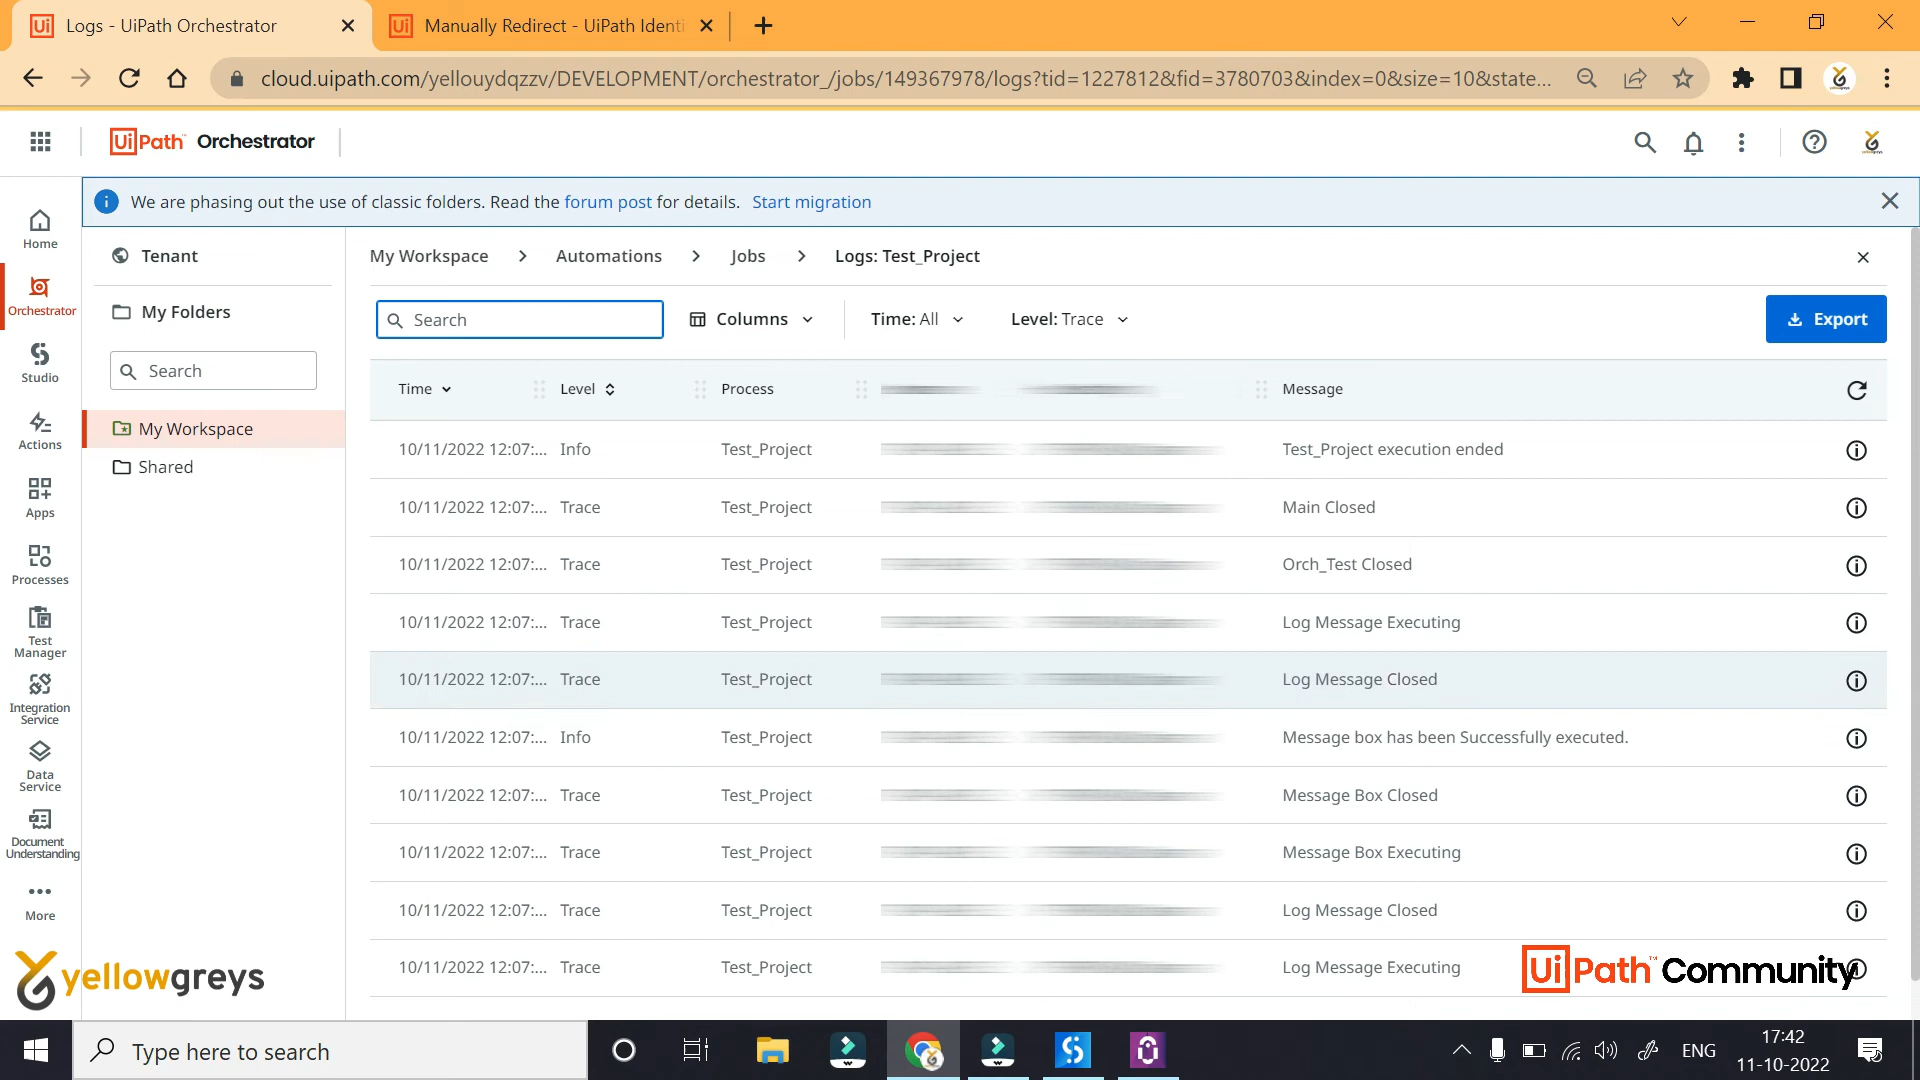 Logs - UiPath Orchestrator
Manually Redirect - UiPath Identi
cloud.uipath.com/yellouydqzzv/DEVELOPMENT/orchestrator_/jobs/149367978/logs?tid=1227812&fid=3780703&index=0&size=10&state...
UiPath Orchestrator
We are phasing out the use of classic folders. Read the forum post for details. Start migration
Home
Orchestrator
Studio
Actions
Apps
Processes
Test
Manager
Integration
Service
Data
Service
Document
Understanding
More
Tenant
My Folders
Search
My Workspace
Shared
My Workspace > Automations > Jobs > Logs: Test_Project
Search
Columns
Time: All
Level: Trace
Export
Time Level Process Message
10/11/2022 12:07:... Info Test_Project Test_Project execution ended
10/11/2022 12:07:... Trace Test_Project Main Closed
10/11/2022 12:07:... Trace Test_Project Orch_Test Closed
10/11/2022 12:07:... Trace Test_Project Log Message Executing
10/11/2022 12:07:... Trace Test_Project Log Message Closed
10/11/2022 12:07:... Info Test_Project Message box has been Successfully executed.
10/11/2022 12:07:... Trace Test_Project Message Box Closed
10/11/2022 12:07:... Trace Test_Project Message Box Executing
10/11/2022 12:07:... Trace Test_Project Log Message Closed
10/11/2022 12:07:... Trace Test_Project Log Message Executing
yellowgreys
UiPath Community
Type here to search
ENG
17:42
11-10-2022